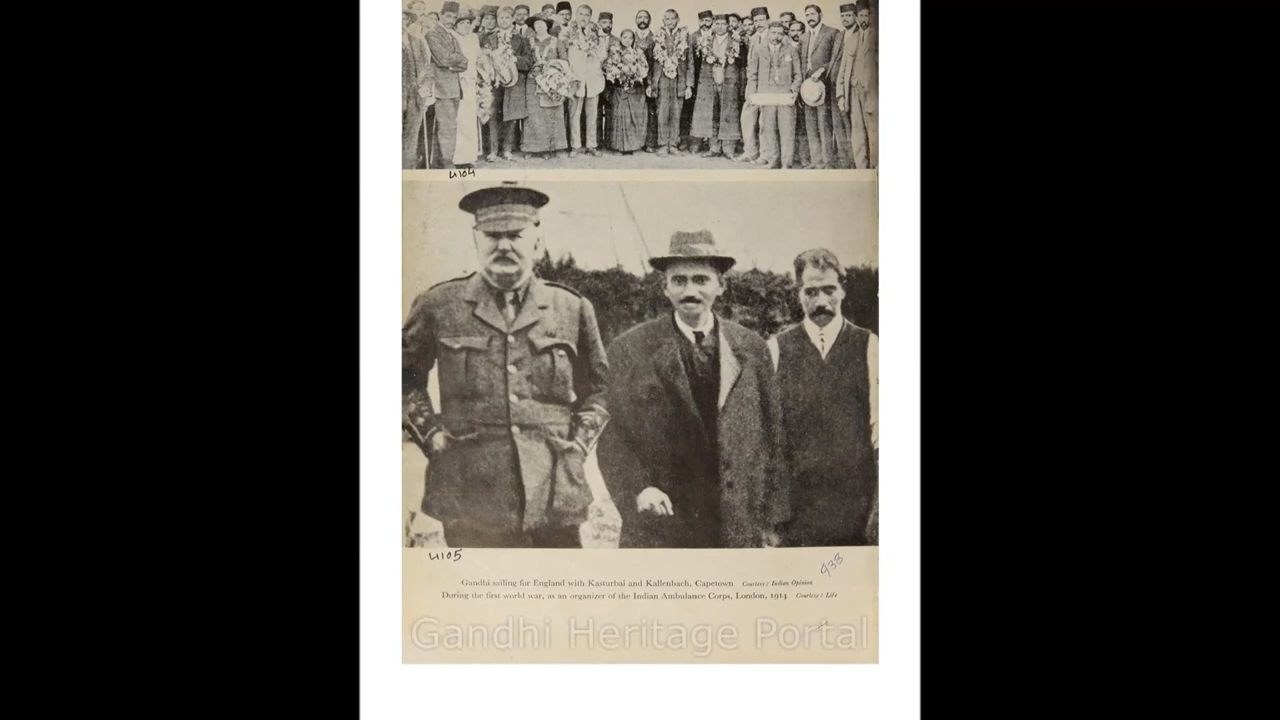 4104
4105
938
Gandhi sailing for England with Kasturbai and Kallenbach, Capetown Courtesy : Indian Opinion
During the first world war, as an organizer of the Indian Ambulance Corps, London, 1914 Courtesy : Life
Gandhi Heritage Portal